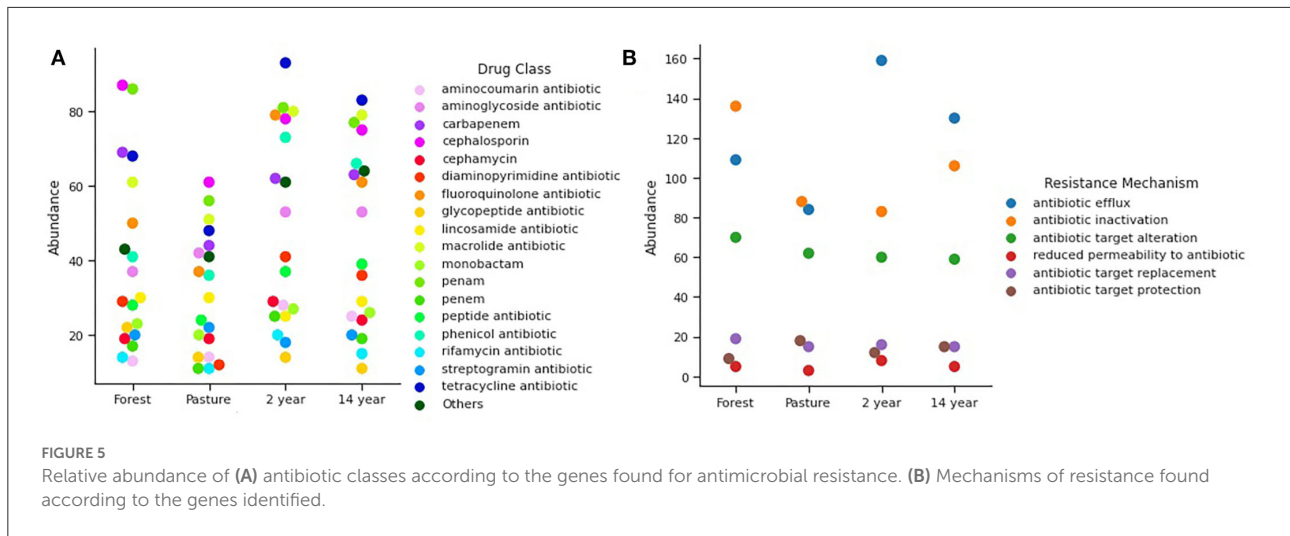 A
Abundance
80
60
40
20
Forest
Pasture
2 year
14 year
Drug Class
aminocoumarin antibiotic
aminoglycoside antibiotic
carbapenem
cephalosporin
cephamycin
diaminopyrimidine antibiotic
fluoroquinolone antibiotic
glycopeptide antibiotic
lincosamide antibiotic
macrolide antibiotic
monobactam
penam
penem
peptide antibiotic
phenicol antibiotic
rifamycin antibiotic
streptogramin antibiotic
tetracycline antibiotic
Others
B
Abundance
160
140
120
100
80
60
40
20
0
Forest
Pasture
2 year
14 year
Resistance Mechanism
antibiotic efflux
antibiotic inactivation
antibiotic target alteration
reduced permeability to antibiotic
antibiotic target replacement
antibiotic target protection
FIGURE 5
Relative abundance of (A) antibiotic classes according to the genes found for antimicrobial resistance. (B) Mechanisms of resistance found
according to the genes identified.